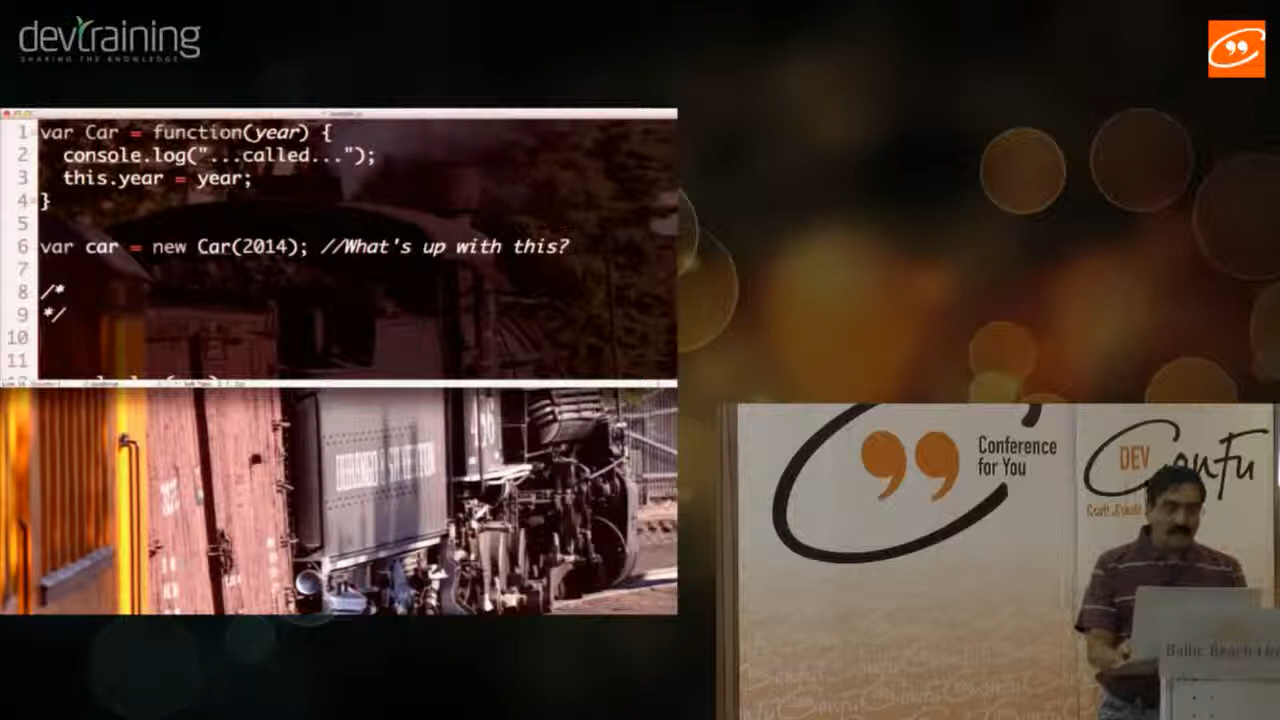 devtraining
SHARING THE KNOWLEDGE
1 var Car = function(year) {
2 console.log("...called...");
3 this.year = year;
4 }
5
6 var car = new Car(2014); //What's up with this?
7
8 /*
9 */
10
11
Conference
for You
DEV ConFu
Baltic Beach